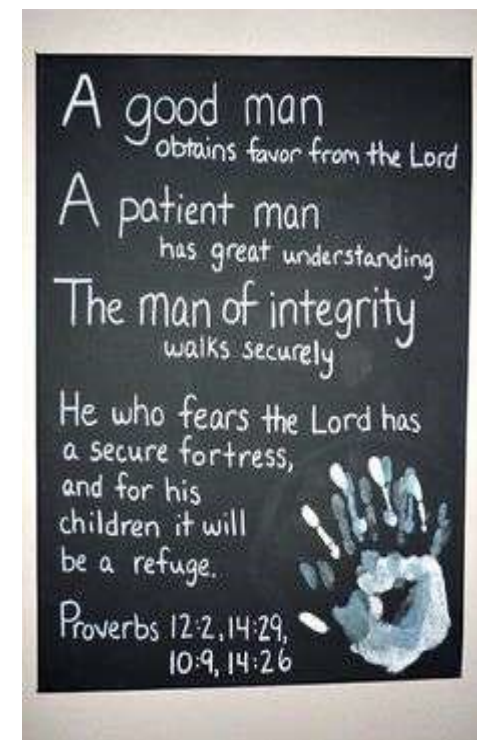 A good man
obtains favor from the Lord
A patient man
has great understanding
The man of integrity
walks securely
He who fears the Lord has
a secure fortress,
and for his
children it will
be a refuge.
Proverbs 12:2, 14:29,
10:9, 14:26